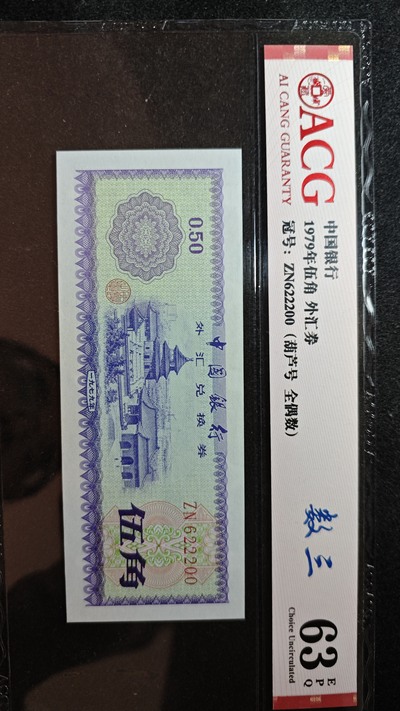 ACG
AI CANG GUARANTY
中国银行
1979年伍角 外汇券
冠号：ZN622200（葫芦号 全偶数）
数三
63 EPQ
Choice Uncirculated
0.50
中国银行
外汇兑换券
一九七九年
ZN622200
伍角